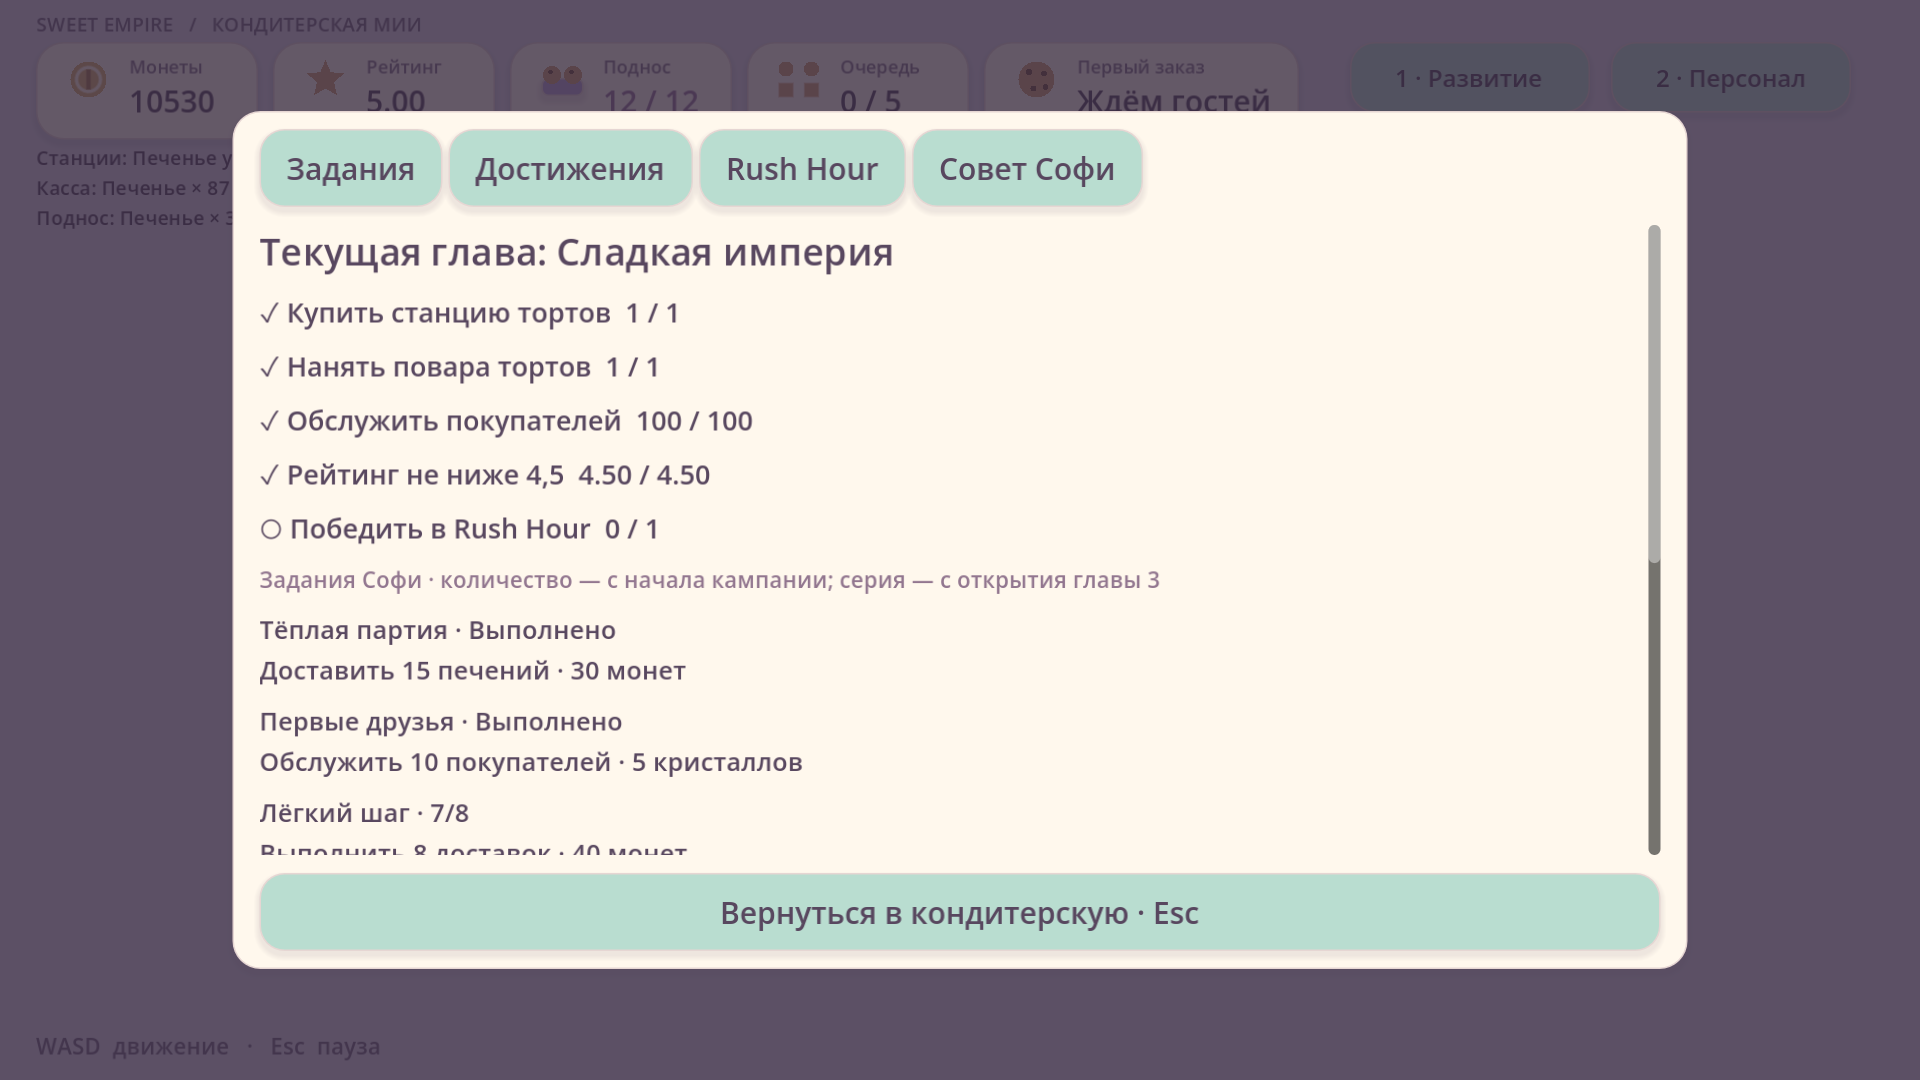 SWEET EMPIRE / КОНДИТЕРСКАЯ МИИ
Монеты
10530
Рейтинг
5.00
Поднос
12 / 12
Очередь
0 / 5
Первый заказ
Ждём гостей
1 · Развитие
2 · Персонал
Станции: Печенье
Касса: Печенье × 87
Поднос: Печенье ×
Задания
Достижения
Rush Hour
Совет Софи
Текущая глава: Сладкая империя
✓ Купить станцию тортов 1 / 1
✓ Нанять повара тортов 1 / 1
✓ Обслужить покупателей 100 / 100
✓ Рейтинг не ниже 4,5 4.50 / 4.50
○ Победить в Rush Hour 0 / 1
Задания Софи · количество — с начала кампании; серия — с открытия главы 3
Тёплая партия · Выполнено
Доставить 15 печений · 30 монет
Первые друзья · Выполнено
Обслужить 10 покупателей · 5 кристаллов
Лёгкий шаг · 7/8
Выполнить 8 доставок · 40 монет
Вернуться в кондитерскую · Esc
WASD движение · Esc пауза